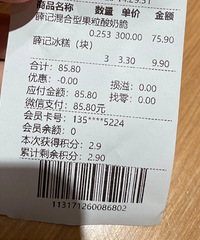 商品名称 数量 单价 金额
薛记混合型果粒酸奶脆
0.253 300.00 75.90
薛记冰糕（块）
3 3.30 9.90
合计：85.80
优惠：-0.00 损溢：0.00
应付金额：85.80 找零：0.00
微信支付：85.80元
会员卡号：135****5224
会员余额：0
本次获得积分：2.9
累计剩余积分：2.90
113171260086802